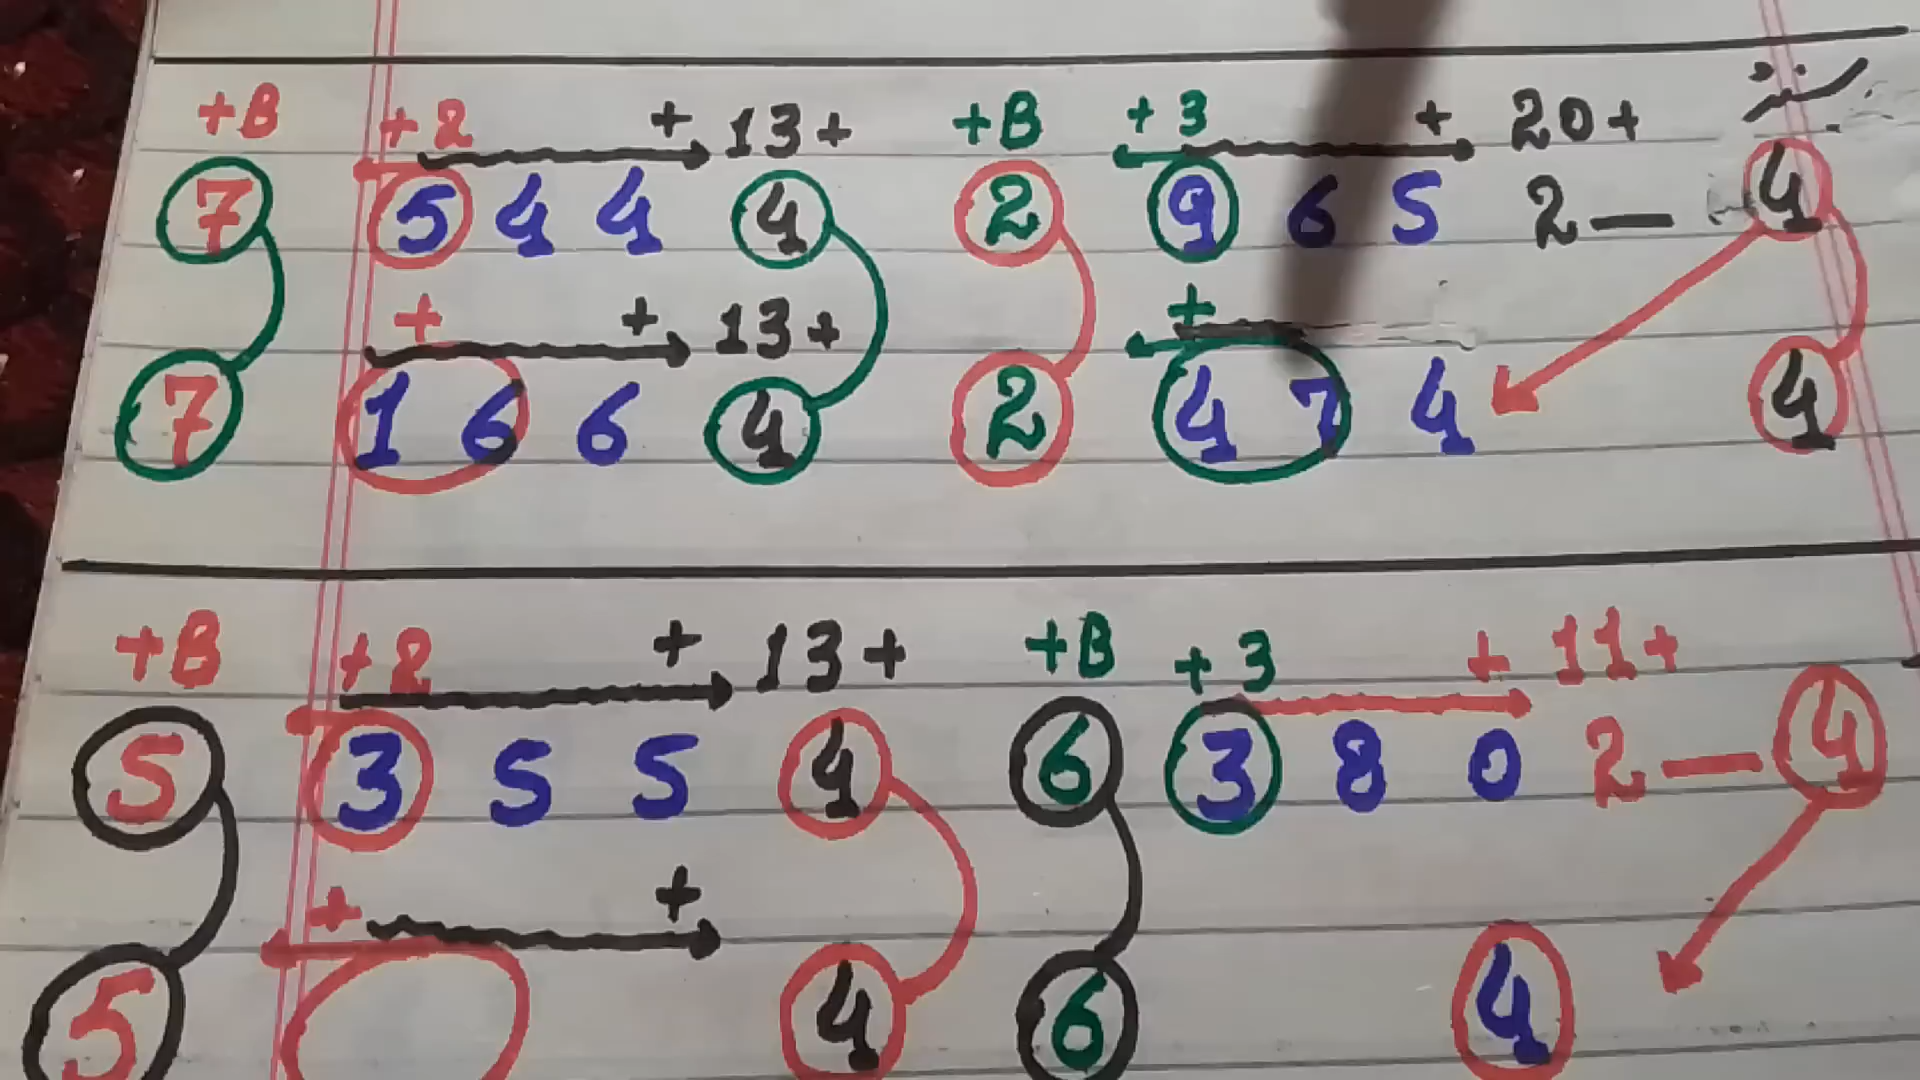 +B +2 + 13+ +B +3 + 20+
7 5 4 4 4 2 9 6 5 2 — 4
+ + 13+ +
7 1 6 6 4 2 4 7 4 4
+B +2 + 13+ +B +3 + 11+
5 3 5 5 4 6 3 8 0 2 — 4
+ +
5 4 6 4